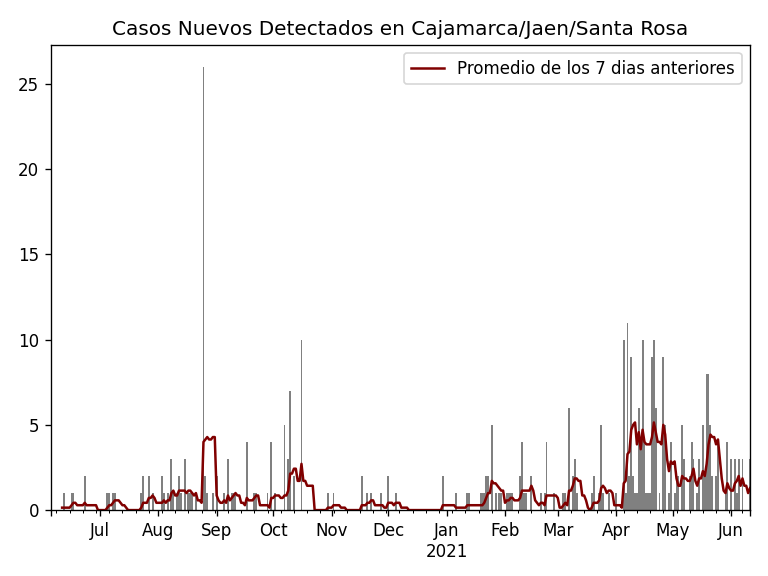 Casos Nuevos Detectados en Cajamarca/Jaen/Santa Rosa
Promedio de los 7 dias anteriores
25
20
15
10
5
0
Jul Aug Sep Oct Nov Dec Jan Feb Mar Apr May Jun
2021